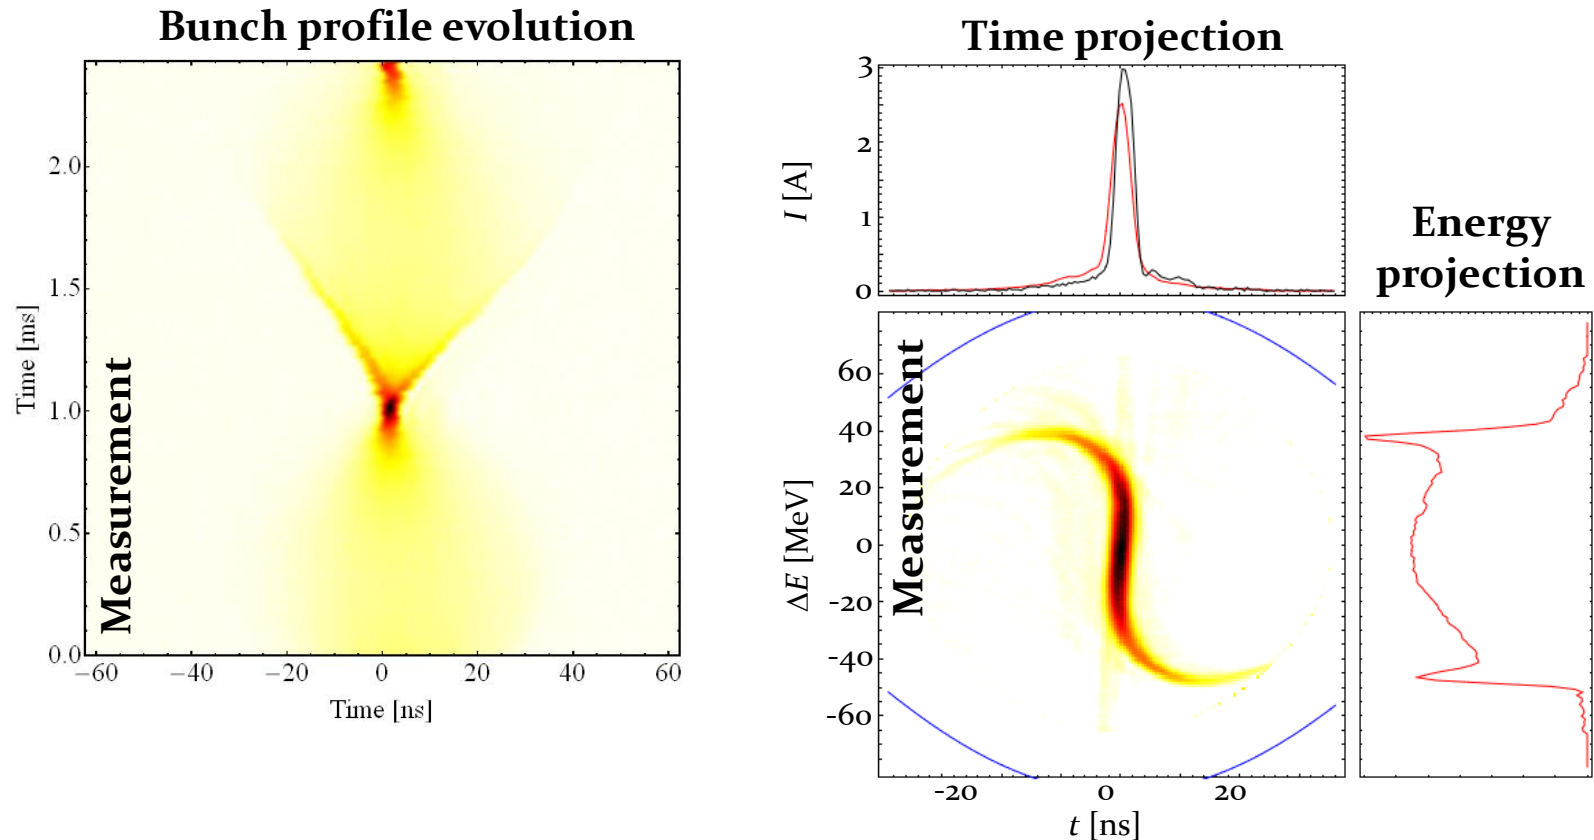 Bunch profile evolution
2.0
1.5
1.0
0.5
0.0
Time [ms]
Measurement
−60
−40
−20
0
20
40
60
Time [ns]
Time projection
3
2
1
0
I [A]
Energy
projection
60
40
20
0
-20
-40
-60
ΔE [MeV]
Measurement
-20
0
20
t [ns]